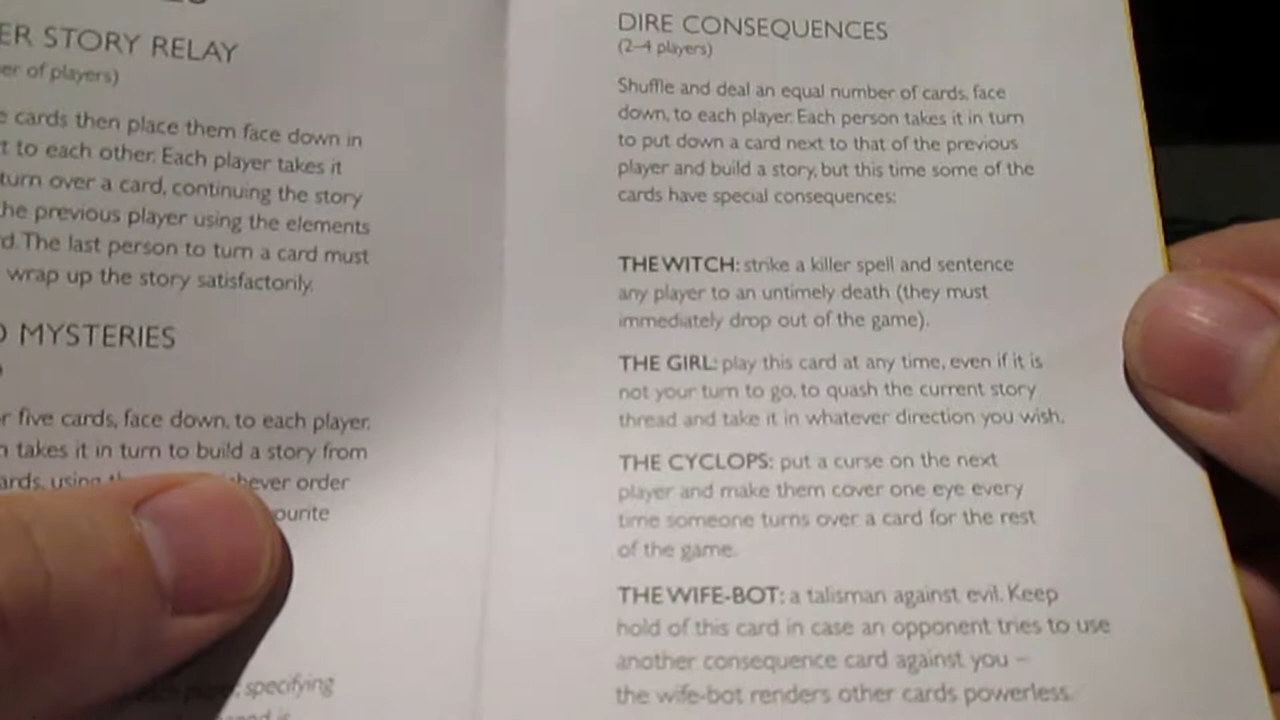 ER STORY RELAY
er of players)
e cards then place them face down in
t to each other. Each player takes it
turn over a card, continuing the story
he previous player using the elements
d. The last person to turn a card must
wrap up the story satisfactorily.
MYSTERIES
r five cards, face down, to each player.
n takes it in turn to build a story from
ards, using hever order
ourite
specifying
DIRE CONSEQUENCES
(2–4 players)
Shuffle and deal an equal number of cards, face
down, to each player. Each person takes it in turn
to put down a card next to that of the previous
player and build a story, but this time some of the
cards have special consequences:
THE WITCH: strike a killer spell and sentence
any player to an untimely death (they must
immediately drop out of the game).
THE GIRL: play this card at any time, even if it is
not your turn to go, to quash the current story
thread and take it in whatever direction you wish.
THE CYCLOPS: put a curse on the next
player and make them cover one eye every
time someone turns over a card for the rest
of the game.
THE WIFE-BOT: a talisman against evil. Keep
hold of this card in case an opponent tries to use
another consequence card against you –
the wife-bot renders other cards powerless.